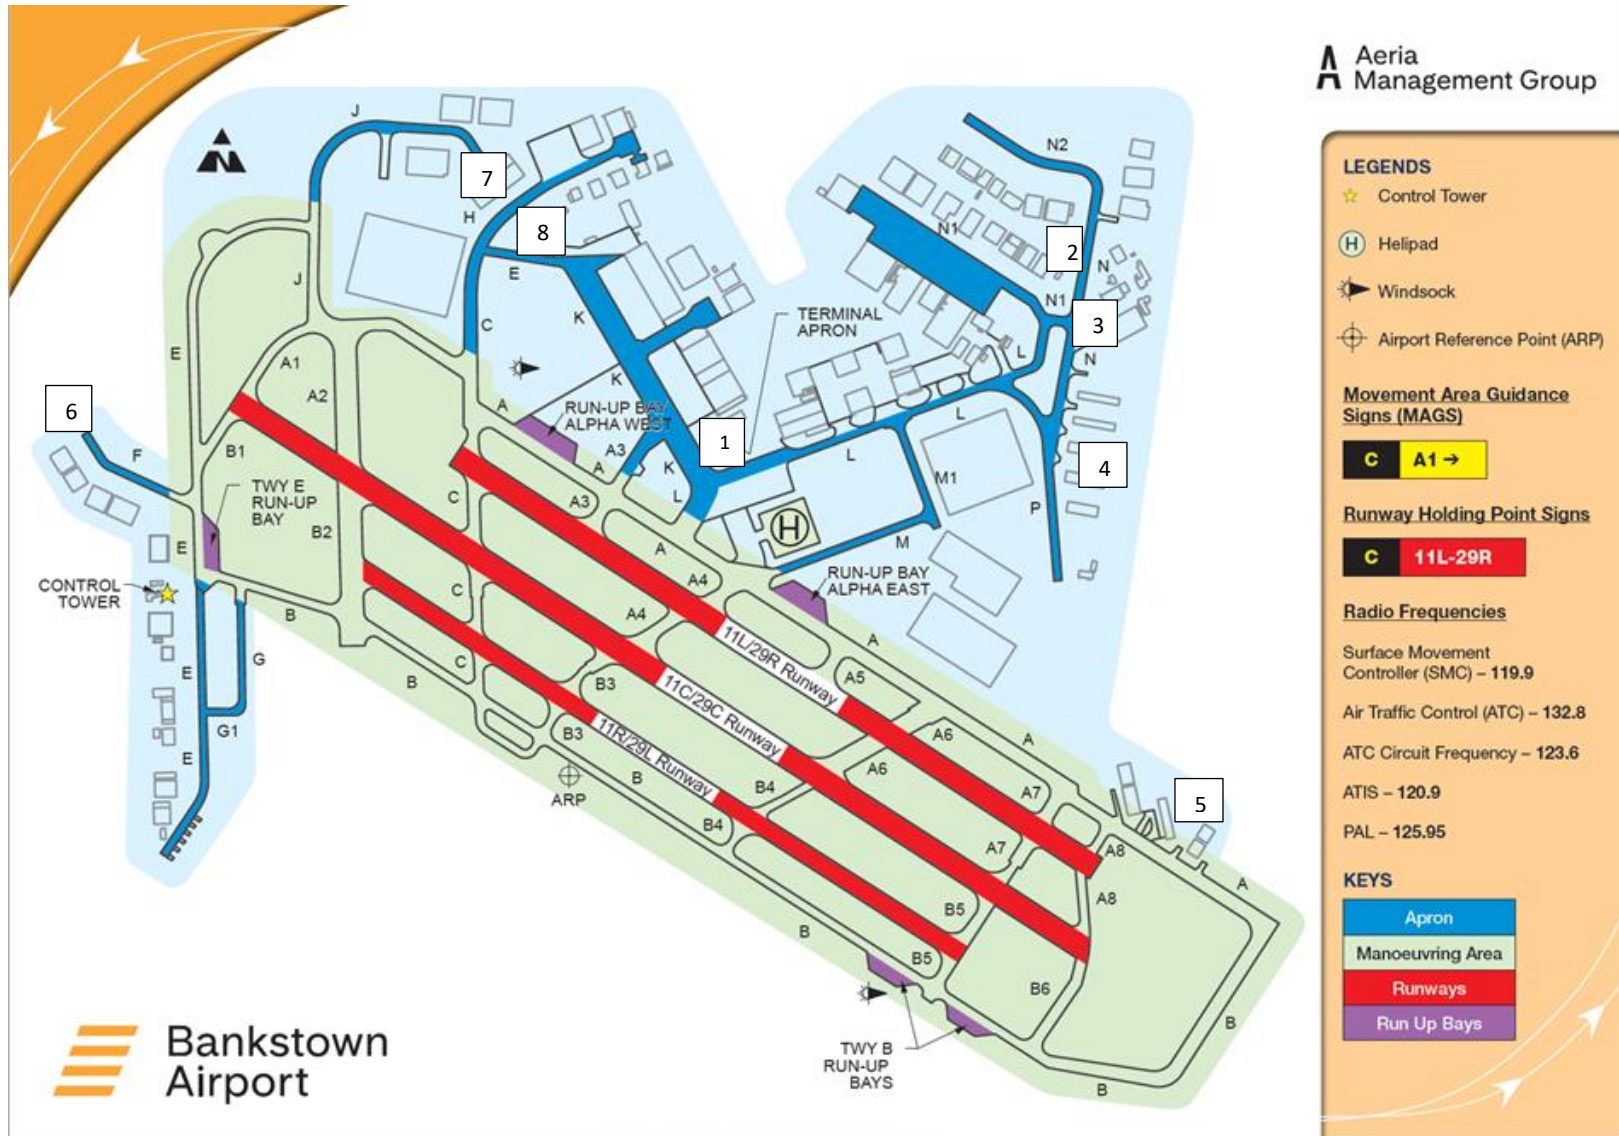 Aeria
Management Group
J
N2
7
H
8
N1
2
E
N
J
K
N1
TERMINAL
APRON
3
C
E
A1
L
N
K
A2
A
RUN-UP BAY
ALPHA WEST
6
1
L
B1
A3
F
A
K
L
4
TWY E
RUN-UP
BAY
M1
C
A3
L
H
P
B2
A
M
E
RUN-UP BAY
ALPHA EAST
A4
CONTROL
TOWER
C
B
A4
11L/29R Runway
A
G
C
E
B
B3
A5
11C/29C Runway
G1
B3
11R/29L Runway
A6
A
E
B
A6
B4
ARP
A7
5
B4
A7
A8
A
A8
B5
B
B5
B6
B
TWY B
RUN-UP
BAYS
B
Bankstown
Airport
LEGENDS
Control Tower
H Helipad
Windsock
Airport Reference Point (ARP)
Movement Area Guidance
Signs (MAGS)
C A1 →
Runway Holding Point Signs
C 11L-29R
Radio Frequencies
Surface Movement
Controller (SMC) – 119.9
Air Traffic Control (ATC) – 132.8
ATC Circuit Frequency – 123.6
ATIS – 120.9
PAL – 125.95
KEYS
Apron
Manoeuvring Area
Runways
Run Up Bays